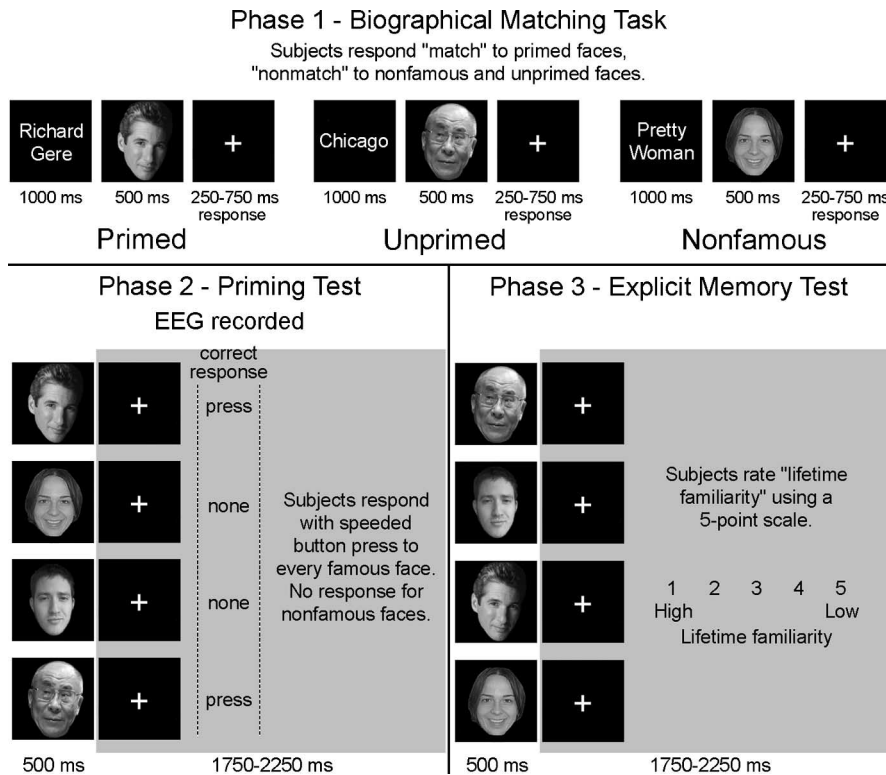 Phase 1 - Biographical Matching Task
Subjects respond "match" to primed faces,
"nonmatch" to nonfamous and unprimed faces.
Richard
Gere
+
Chicago
+
Pretty
Woman
+
1000 ms
500 ms
250-750 ms
response
1000 ms
500 ms
250-750 ms
response
1000 ms
500 ms
250-750 ms
response
Primed
Unprimed
Nonfamous
Phase 2 - Priming Test
EEG recorded
correct
response
+
press
+
none
+
none
+
press
Subjects respond
with speeded
button press to
every famous face.
No response for
nonfamous faces.
500 ms
1750-2250 ms
Phase 3 - Explicit Memory Test
+
+
+
+
Subjects rate "lifetime
familiarity" using a
5-point scale.
1 2 3 4 5
High Low
Lifetime familiarity
500 ms
1750-2250 ms